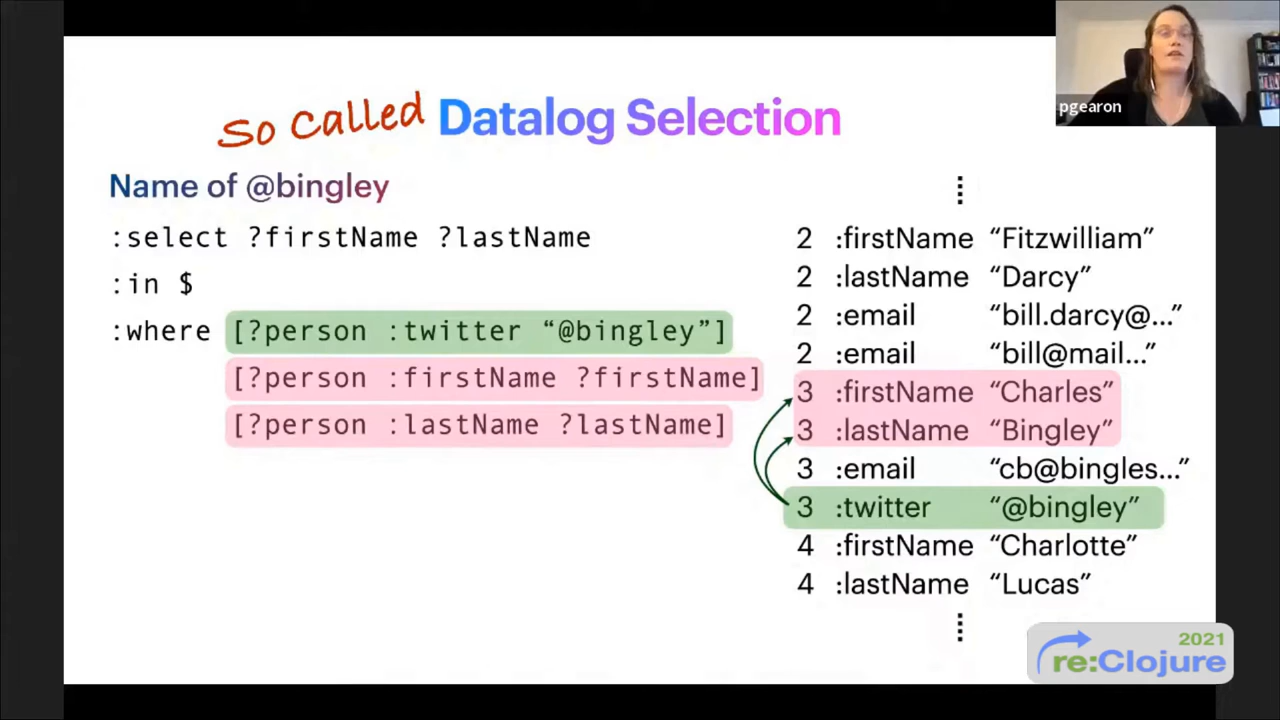 So called Datalog Selection
pgearon
Name of @bingley
:select ?firstName ?lastName
:in $
:where [?person :twitter “@bingley”]
[?person :firstName ?firstName]
[?person :lastName ?lastName]
2 :firstName “Fitzwilliam”
2 :lastName “Darcy”
2 :email “bill.darcy@...”
2 :email “bill@mail...”
3 :firstName “Charles”
3 :lastName “Bingley”
3 :email “cb@bingles...”
3 :twitter “@bingley”
4 :firstName “Charlotte”
4 :lastName “Lucas”
2021
re:Clojure